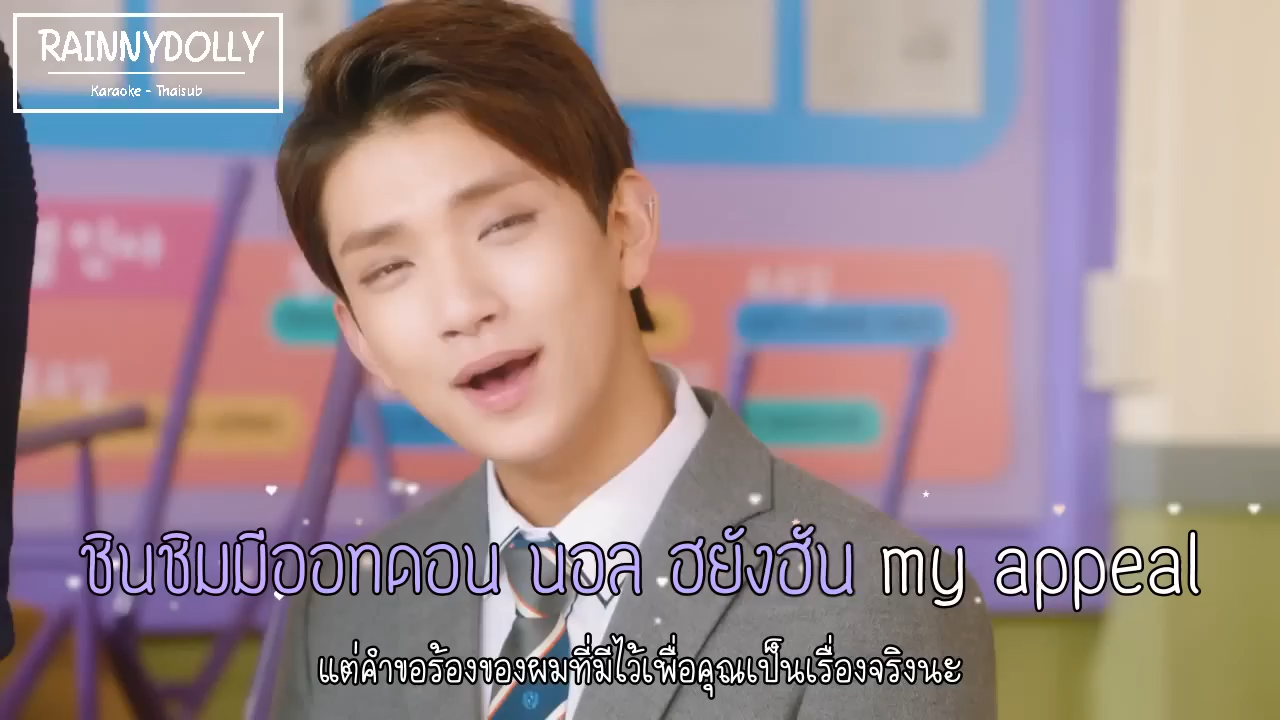 RAINNYDOLLY
Karaoke - Thaisub
ชินชิมมีออทดอน นอล ฮยังฮัน my appeal
แต่คำขอร้องของผมที่มีไว้เพื่อคุณเป็นเรื่องจริงนะ